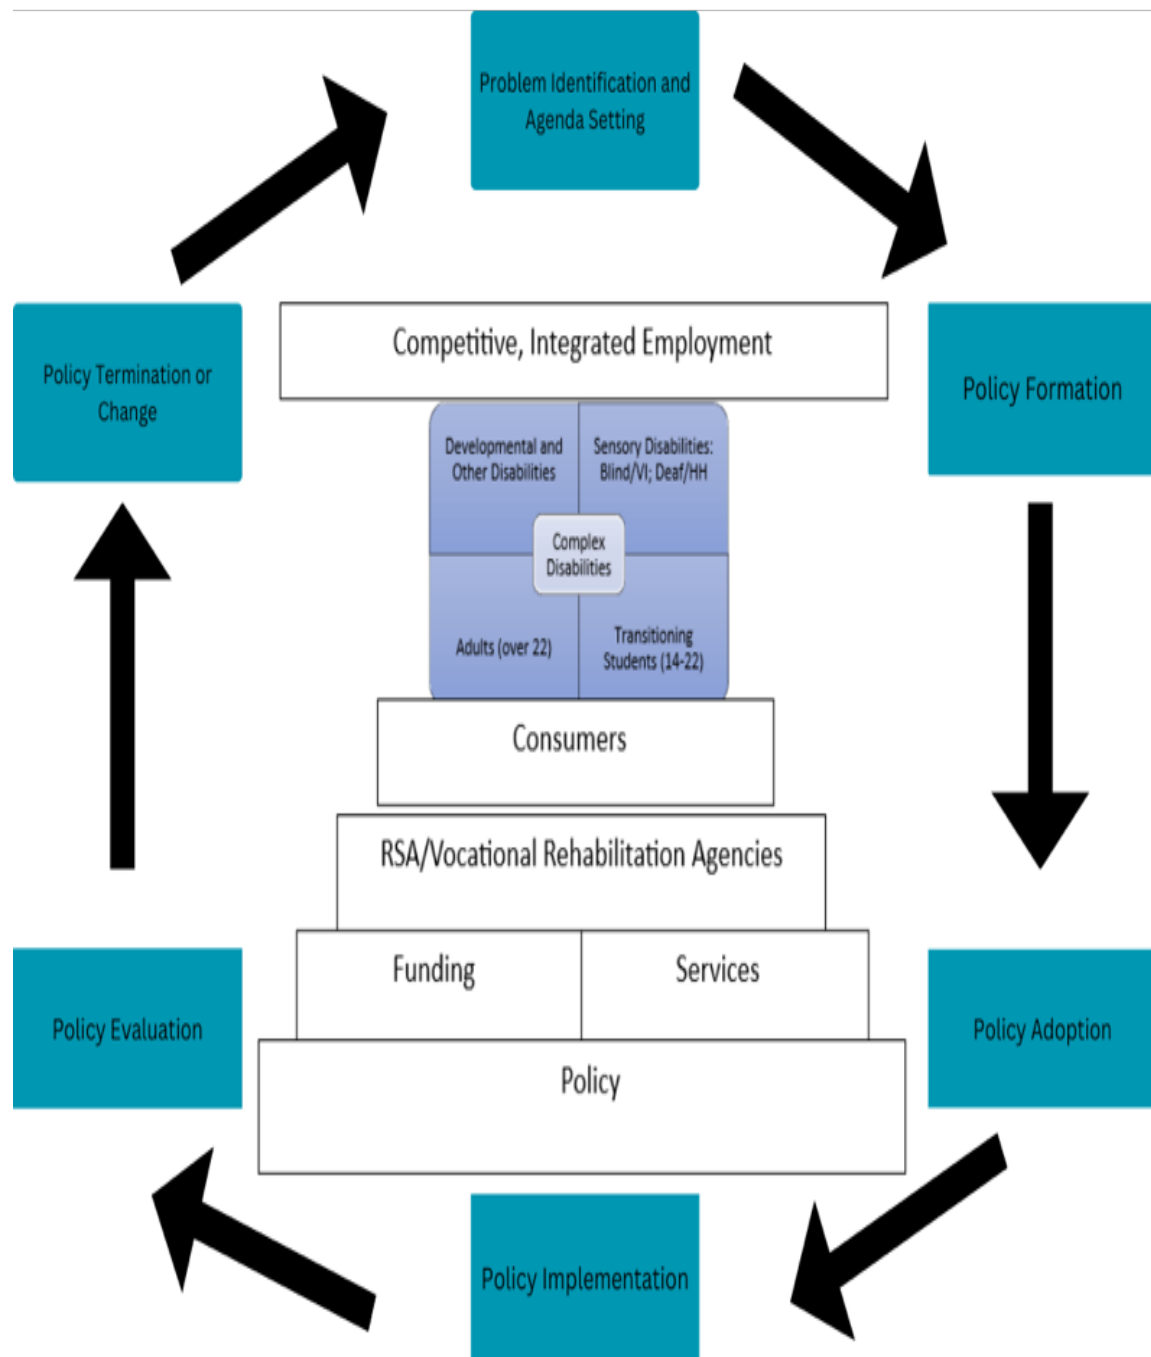 Problem Identification and
Agenda Setting
Policy Termination or
Change
Competitive, Integrated Employment
Policy Formation
Developmental and
Other Disabilities
Sensory Disabilities:
Blind/VI; Deaf/HH
Complex
Disabilities
Adults (over 22)
Transitioning
Students (14-22)
Consumers
RSA/Vocational Rehabilitation Agencies
Funding
Services
Policy Evaluation
Policy Adoption
Policy
Policy Implementation